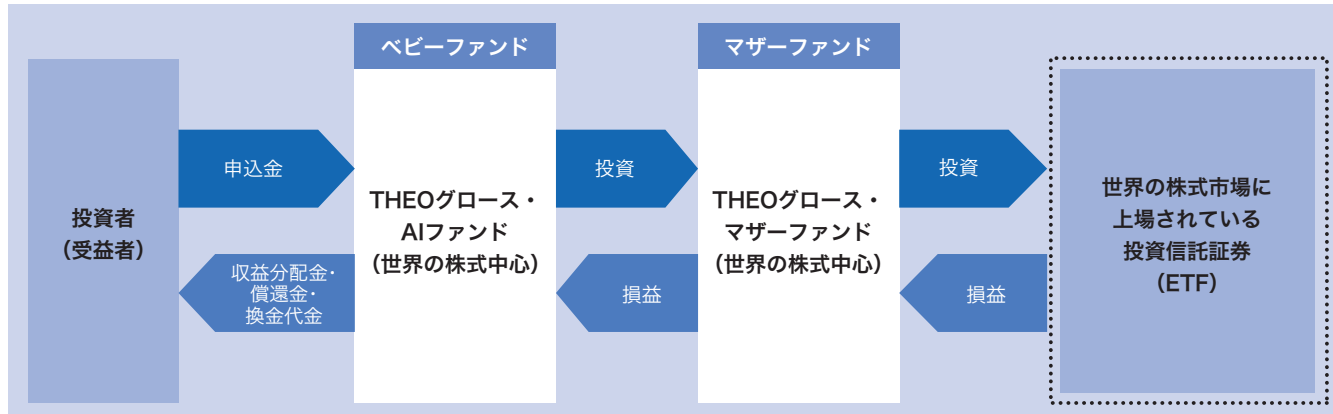 投資者
（受益者）
申込金
収益分配金・
償還金・
換金代金
ベビーファンド
THEOグロース・
AIファンド
（世界の株式中心）
投資
損益
マザーファンド
THEOグロース・
マザーファンド
（世界の株式中心）
投資
損益
世界の株式市場に
上場されている
投資信託証券
（ETF）